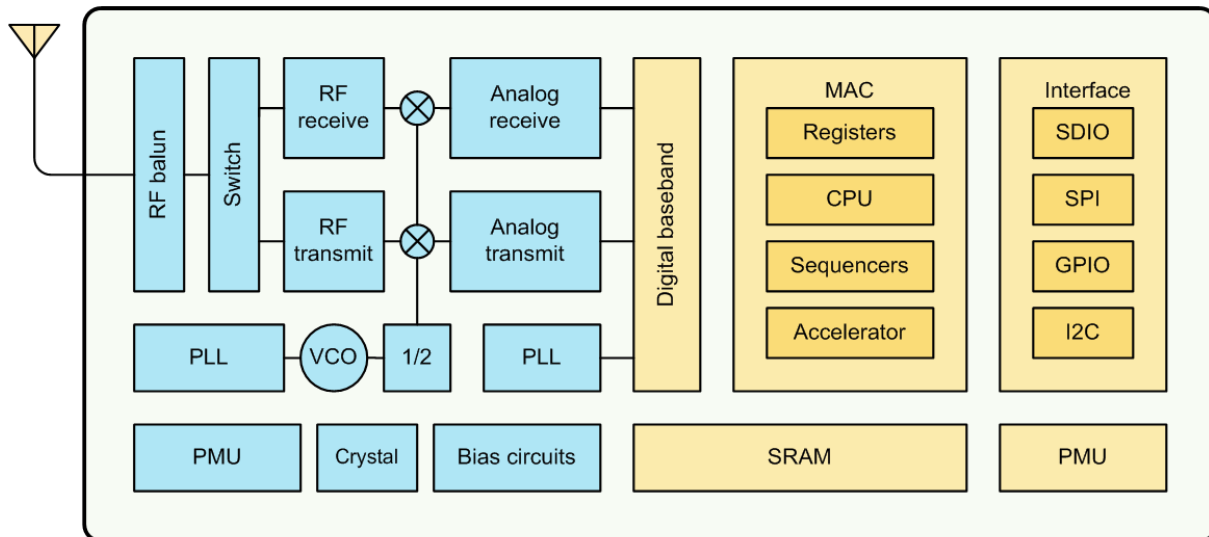 RF balun
Switch
RF
receive
Analog
receive
RF
transmit
Analog
transmit
PLL
VCO
1/2
PLL
Digital baseband
MAC
Registers
CPU
Sequencers
Accelerator
Interface
SDIO
SPI
GPIO
I2C
PMU
Crystal
Bias circuits
SRAM
PMU